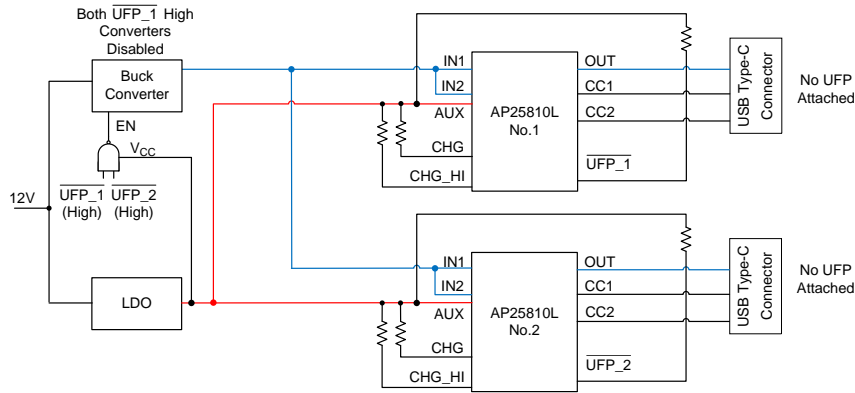 Both UFP_1 High
Converters
Disabled
Buck
Converter
EN
VCC
12V
UFP_1
(High)
UFP_2
(High)
LDO
IN1
IN2
AUX
CHG
CHG_HI
AP25810L
No.1
OUT
CC1
CC2
UFP_1
USB Type-C
Connector
No UFP
Attached
IN1
IN2
AUX
CHG
CHG_HI
AP25810L
No.2
OUT
CC1
CC2
UFP_2
USB Type-C
Connector
No UFP
Attached